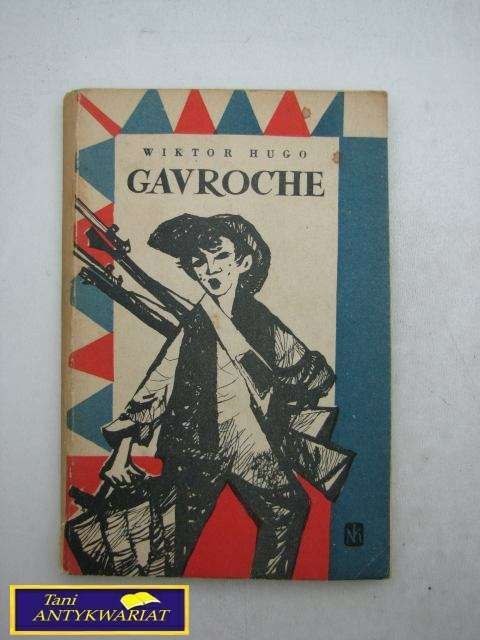 WIKTOR HUGO
GAVROCHE
Tani
ANTYKWARIAT